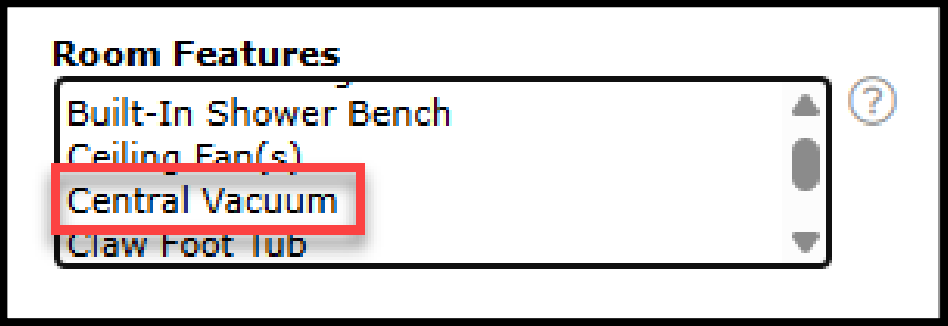 Room Features
Built-In Shower Bench
Ceiling Fan(s)
Central Vacuum
Claw Foot Tub
?